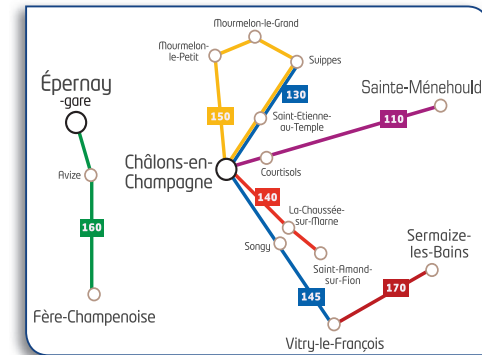 Mourmelon-le-Grand
Mourmelon-
le-Petit
Suippes
Épernay
-gare
130
Sainte-Ménehould
150
110
Saint-Etienne-
au-Temple
Châlons-en-
Champagne
Courtisols
Avize
140
La-Chaussée-
sur-Marne
160
Songy
Sermaize-
les-Bains
Saint-Amand-
sur-Fion
170
145
Fère-Champenoise
Vitry-le-François